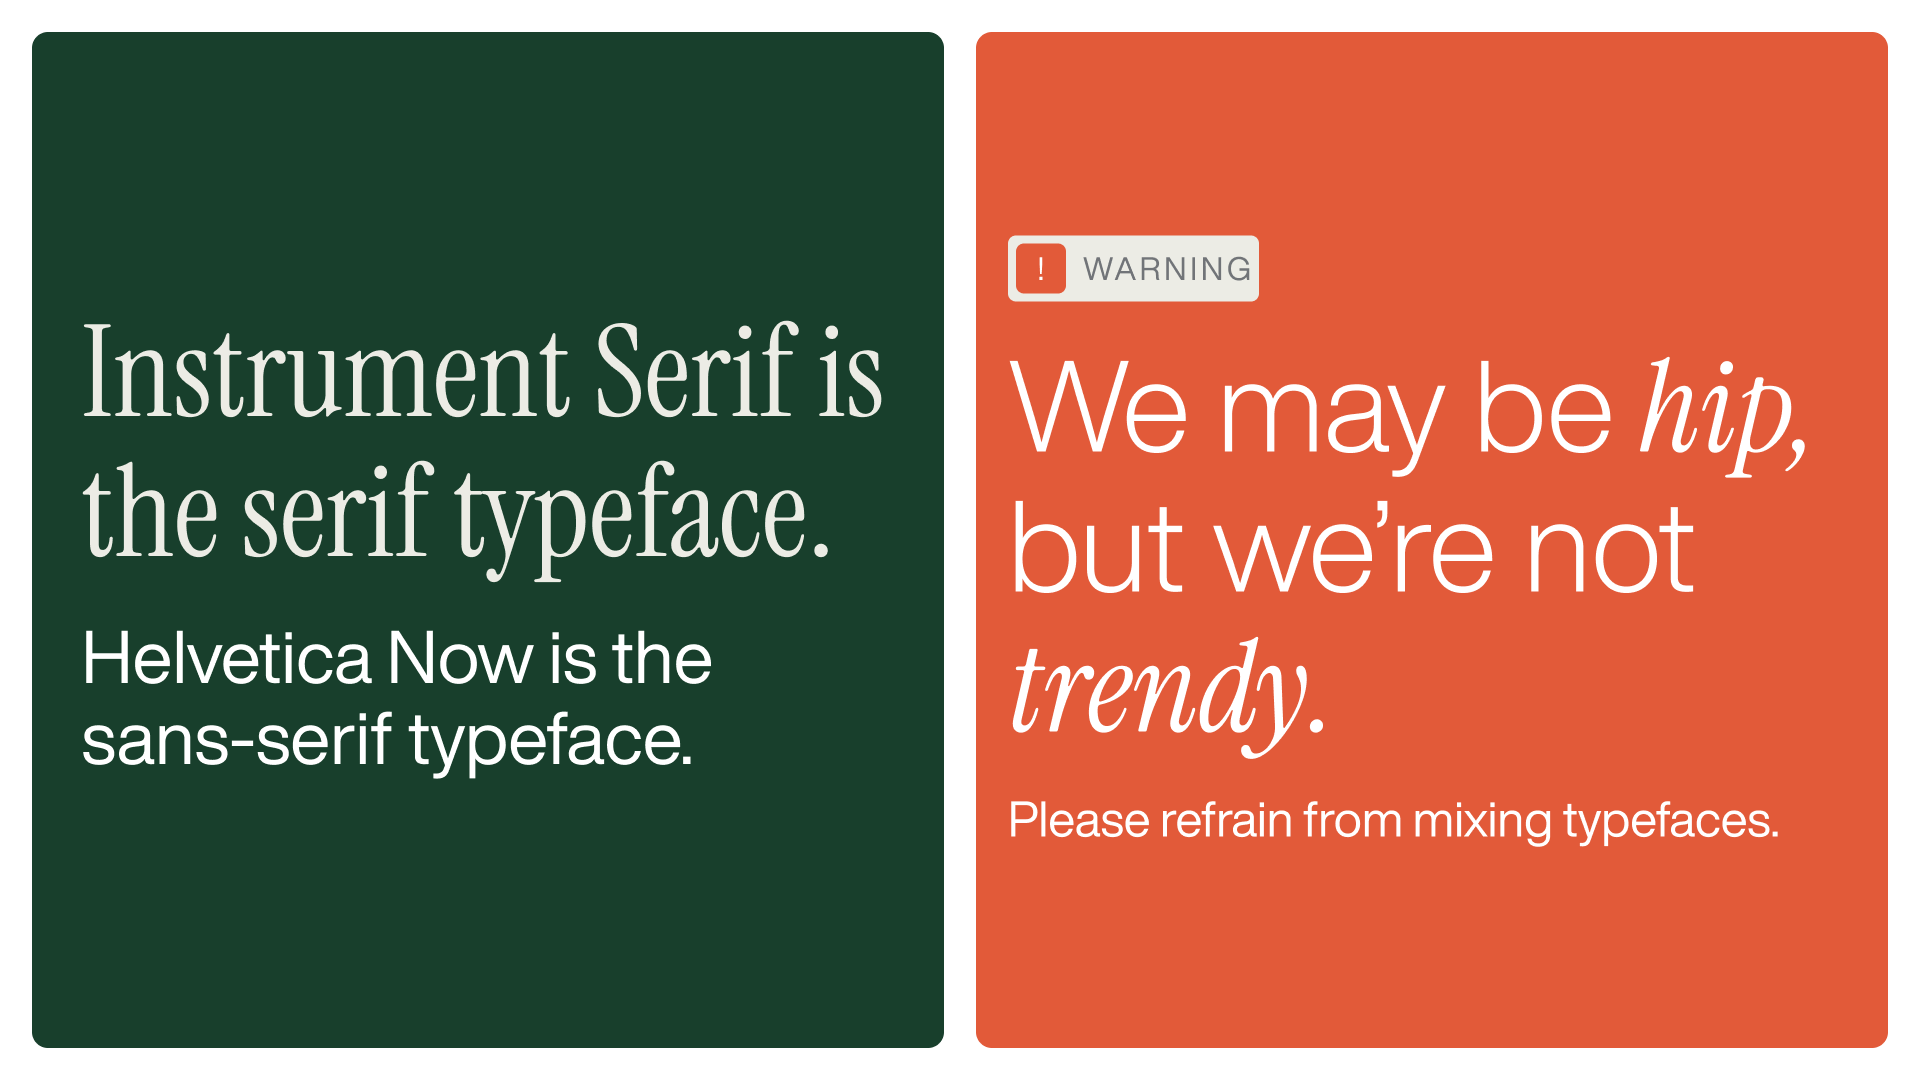 Instrument Serif is
the serif typeface.
Helvetica Now is the
sans-serif typeface.
! WARNING
We may be hip,
but we’re not
trendy.
Please refrain from mixing typefaces.